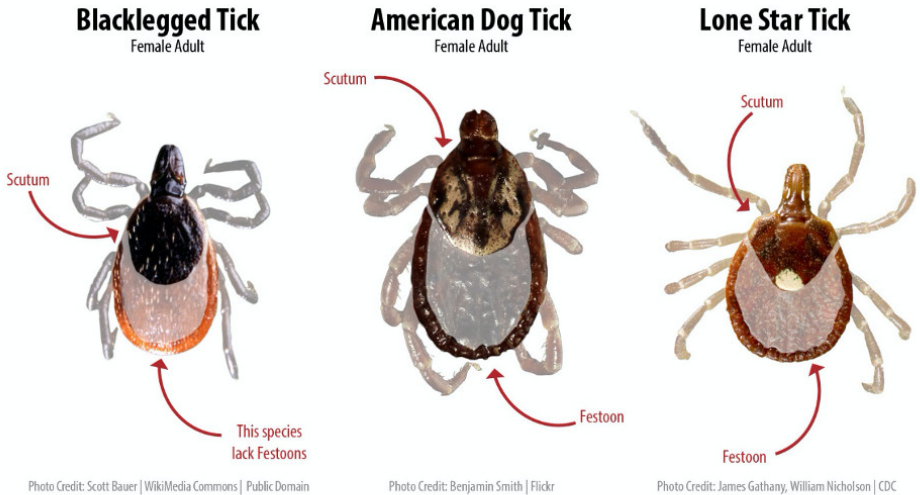 Blacklegged Tick
Female Adult
Scutum
This species
lack Festoons
Photo Credit: Scott Bauer | WikiMedia Commons | Public Domain
American Dog Tick
Female Adult
Scutum
Festoon
Photo Credit: Benjamin Smith | Flickr
Lone Star Tick
Female Adult
Scutum
Festoon
Photo Credit: James Gathany, William Nicholson | CDC